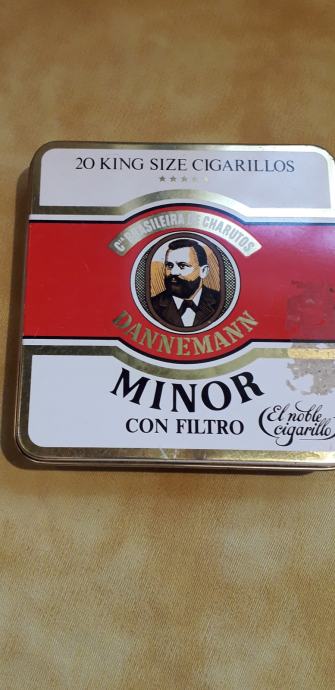 20 KING SIZE CIGARILLOS
Cia BRASILEIRA DE CHARUTOS
DANNEMANN
MINOR
CON FILTRO
El noble
cigarillo